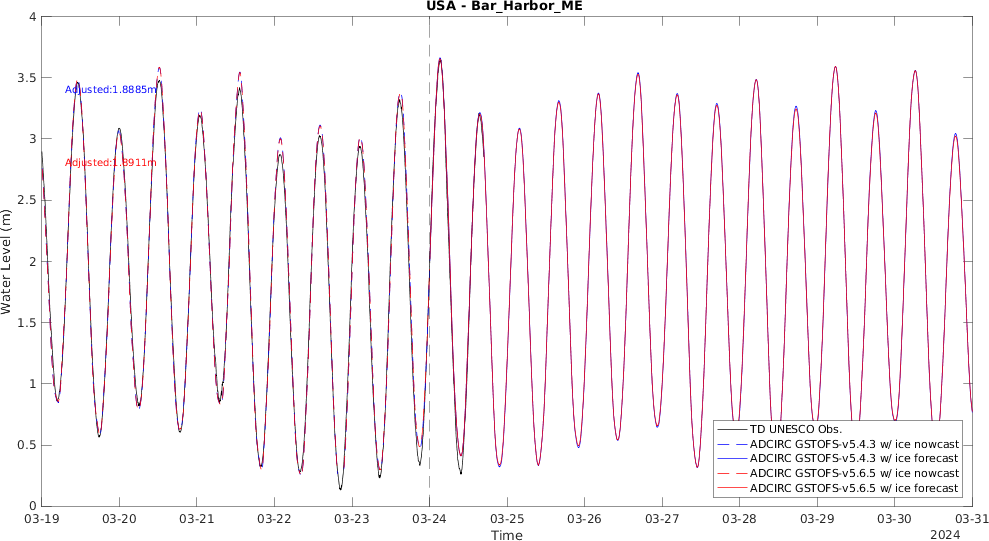 USA - Bar_Harbor_ME
Water Level (m)
4
3.5
3
2.5
2
1.5
1
0.5
0
Adjusted:1.8885m
Adjusted:1.8911m
TD UNESCO Obs.
ADCIRC GSTOFS-v5.4.3 w/ ice nowcast
ADCIRC GSTOFS-v5.4.3 w/ ice forecast
ADCIRC GSTOFS-v5.6.5 w/ ice nowcast
ADCIRC GSTOFS-v5.6.5 w/ ice forecast
03-19 03-20 03-21 03-22 03-23 03-24 03-25 03-26 03-27 03-28 03-29 03-30 03-31
Time
2024